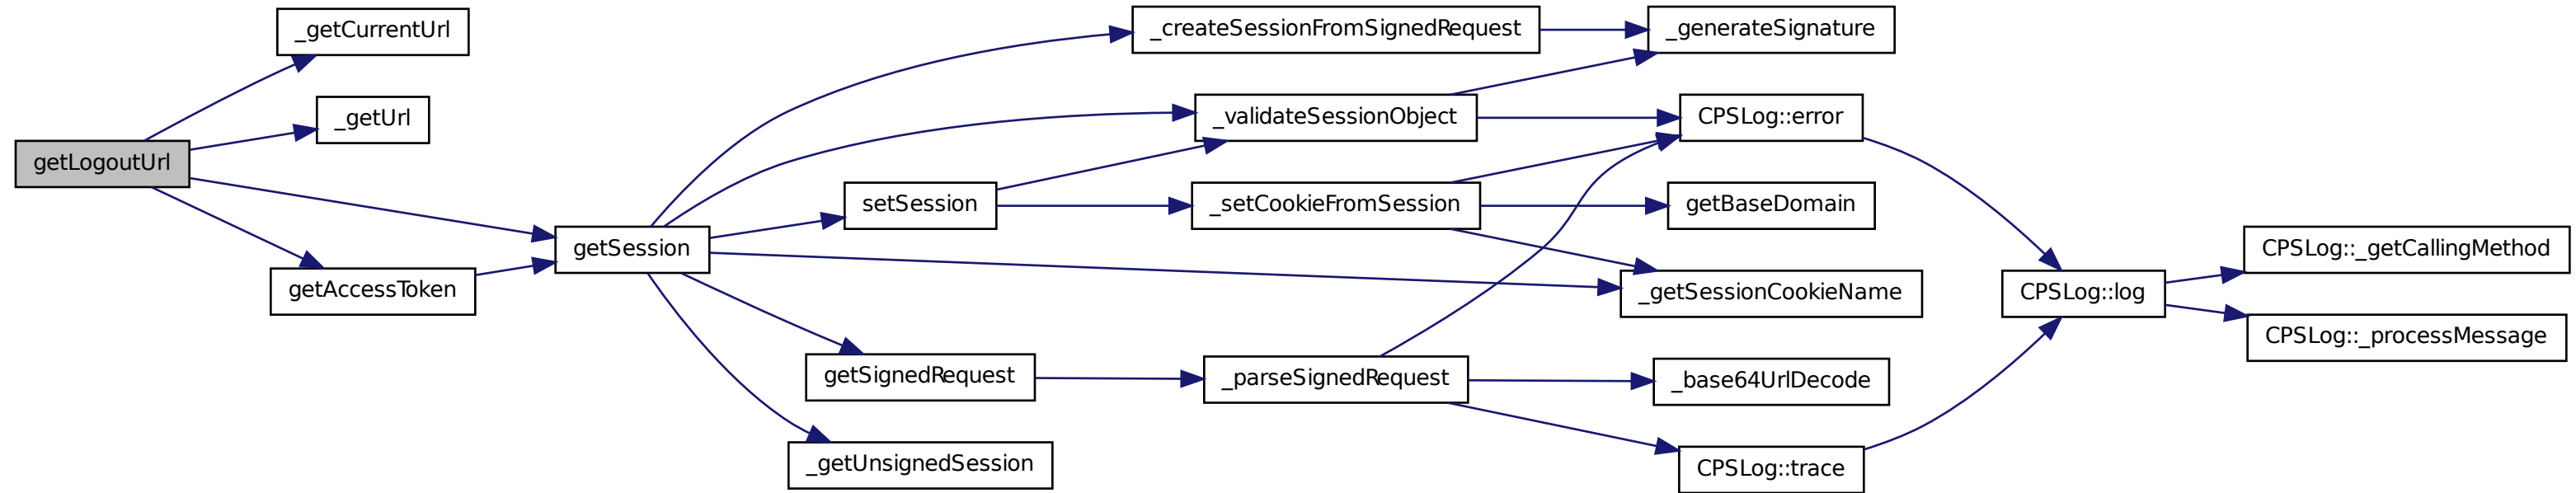 getLogoutUrl
_getCurrentUrl
_getUrl
getAccessToken
getSession
setSession
getSignedRequest
_getUnsignedSession
_createSessionFromSignedRequest
_validateSessionObject
_setCookieFromSession
_parseSignedRequest
_generateSignature
CPSLog::error
getBaseDomain
_getSessionCookieName
_base64UrlDecode
CPSLog::trace
CPSLog::log
CPSLog::_getCallingMethod
CPSLog::_processMessage